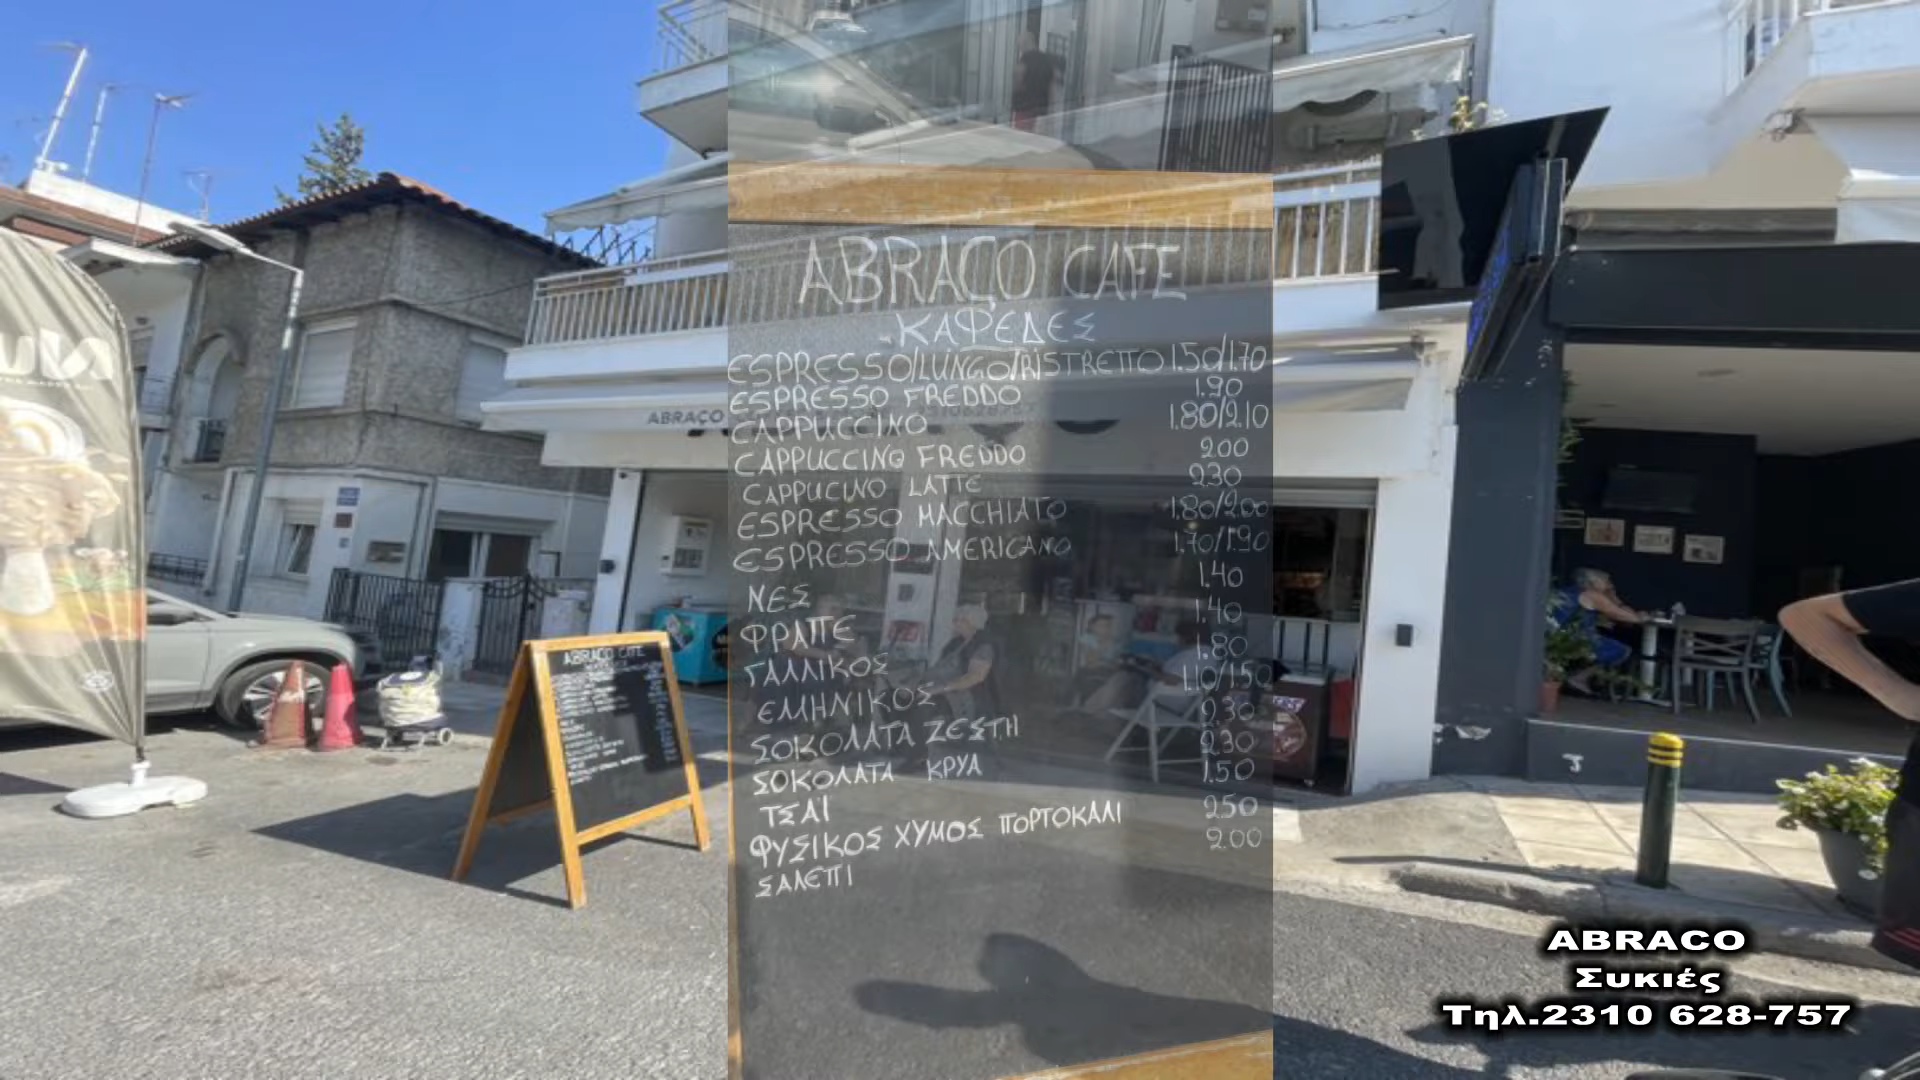 ABRAÇO CAFE
ΚΑΦΕΔΕΣ
ESPRESSO/LUNGO/RISTRETTO 1.50/1.70
ESPRESSO FREDDO 1.90
CAPPUCCINO 1.80/2.10
CAPPUCCINO FREDDO 2.00
CAPPUCINO LATTE 2.30
ESPRESSO MACCHIATO 1.80/2.00
ESPRESSO AMERICANO 1.70/1.90
ΝΕΣ 1.40
ΦΡΑΠΕ 1.40
ΓΑΛΛΙΚΟΣ 1.80
ΕΛΛΗΝΙΚΟΣ 1.10/1.50
ΣΟΚΟΛΑΤΑ ΖΕΣΤΗ 2.30
ΣΟΚΟΛΑΤΑ ΚΡΥΑ 2.30
ΤΣΑΙ 1.50
ΦΥΣΙΚΟΣ ΧΥΜΟΣ ΠΟΡΤΟΚΑΛΙ 2.50
ΣΑΛΕΠΙ 2.00
ABRAÇO
ABRAÇO CAFE
ABRACO
Συκιές
Τηλ.2310 628-757